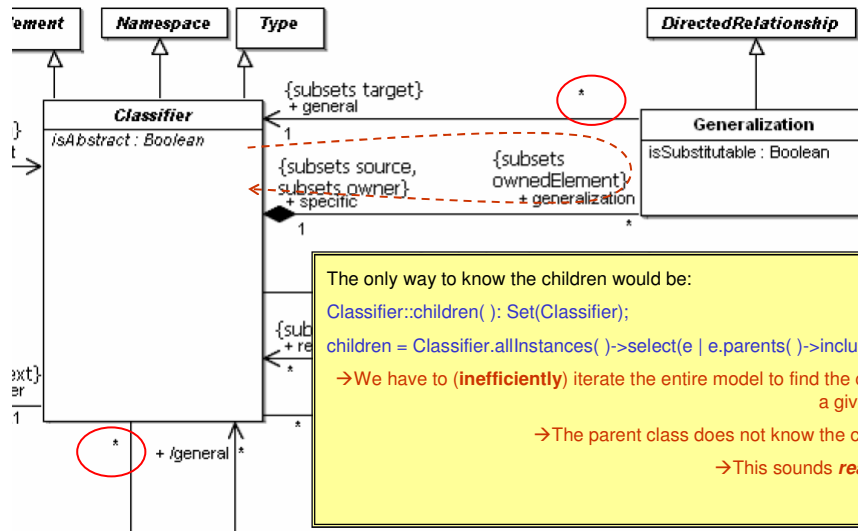 ement
Namespace
Type
DirectedRelationship
{subsets target}
+ general
*
1
Classifier
isAbstract : Boolean
Generalization
isSubstitutable : Boolean
}
t
{subsets source,
subsets owner}
+ specific
1
{subsets
ownedElement}
+ generalization
*
The only way to know the children would be:
Classifier::children( ): Set(Classifier);
children = Classifier.allInstances( )->select(e | e.parents( )->inclu
→We have to (inefficiently) iterate the entire model to find the
a giv
→The parent class does not know the c
→This sounds rea
{sub
+ re
*
*
ext}
er
1
*
+ /general
*